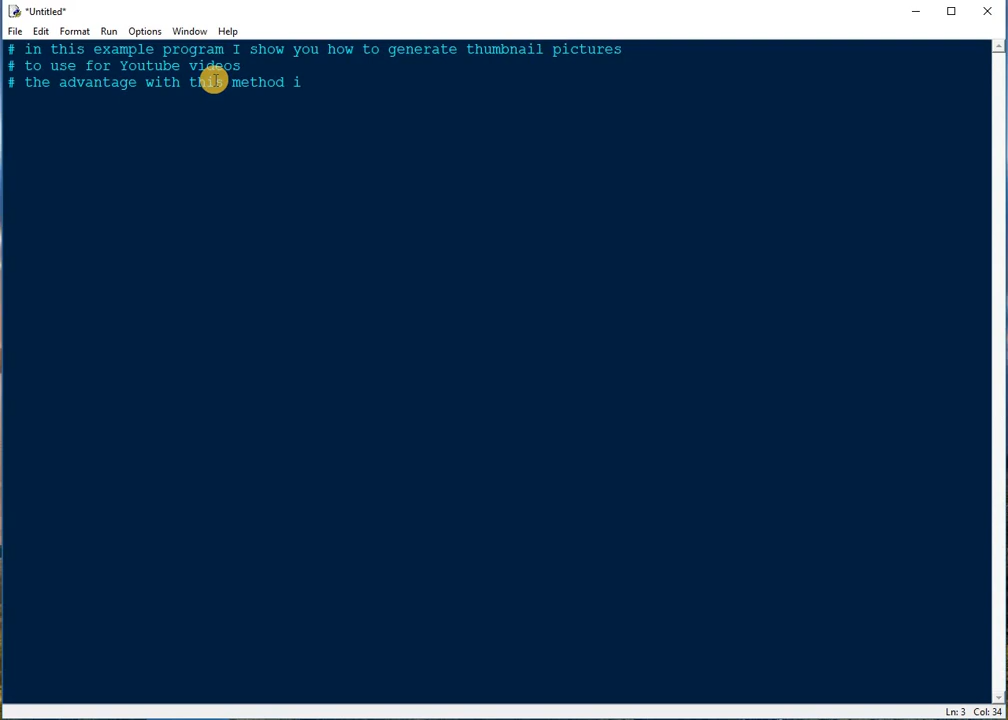 *Untitled*
File Edit Format Run Options Window Help
# in this example program I show you how to generate thumbnail pictures
# to use for Youtube videos
# the advantage with this method i
Ln: 3 Col: 34